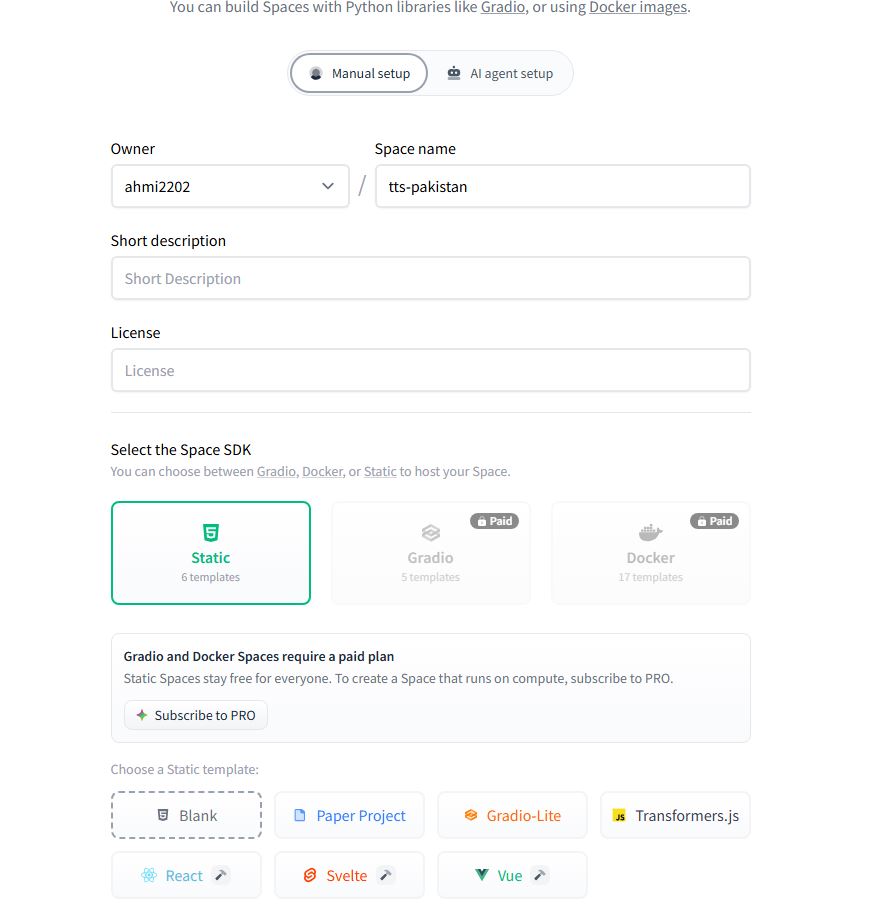 You can build Spaces with Python libraries like Gradio, or using Docker images.
Manual setup
AI agent setup
Owner
Space name
ahmi2202
/
tts-pakistan
Short description
Short Description
License
License
Select the Space SDK
You can choose between Gradio, Docker, or Static to host your Space.
Static
6 templates
Paid
Gradio
5 templates
Paid
Docker
17 templates
Gradio and Docker Spaces require a paid plan
Static Spaces stay free for everyone. To create a Space that runs on compute, subscribe to PRO.
Subscribe to PRO
Choose a Static template:
Blank
Paper Project
Gradio-Lite
JS Transformers.js
React
Svelte
Vue